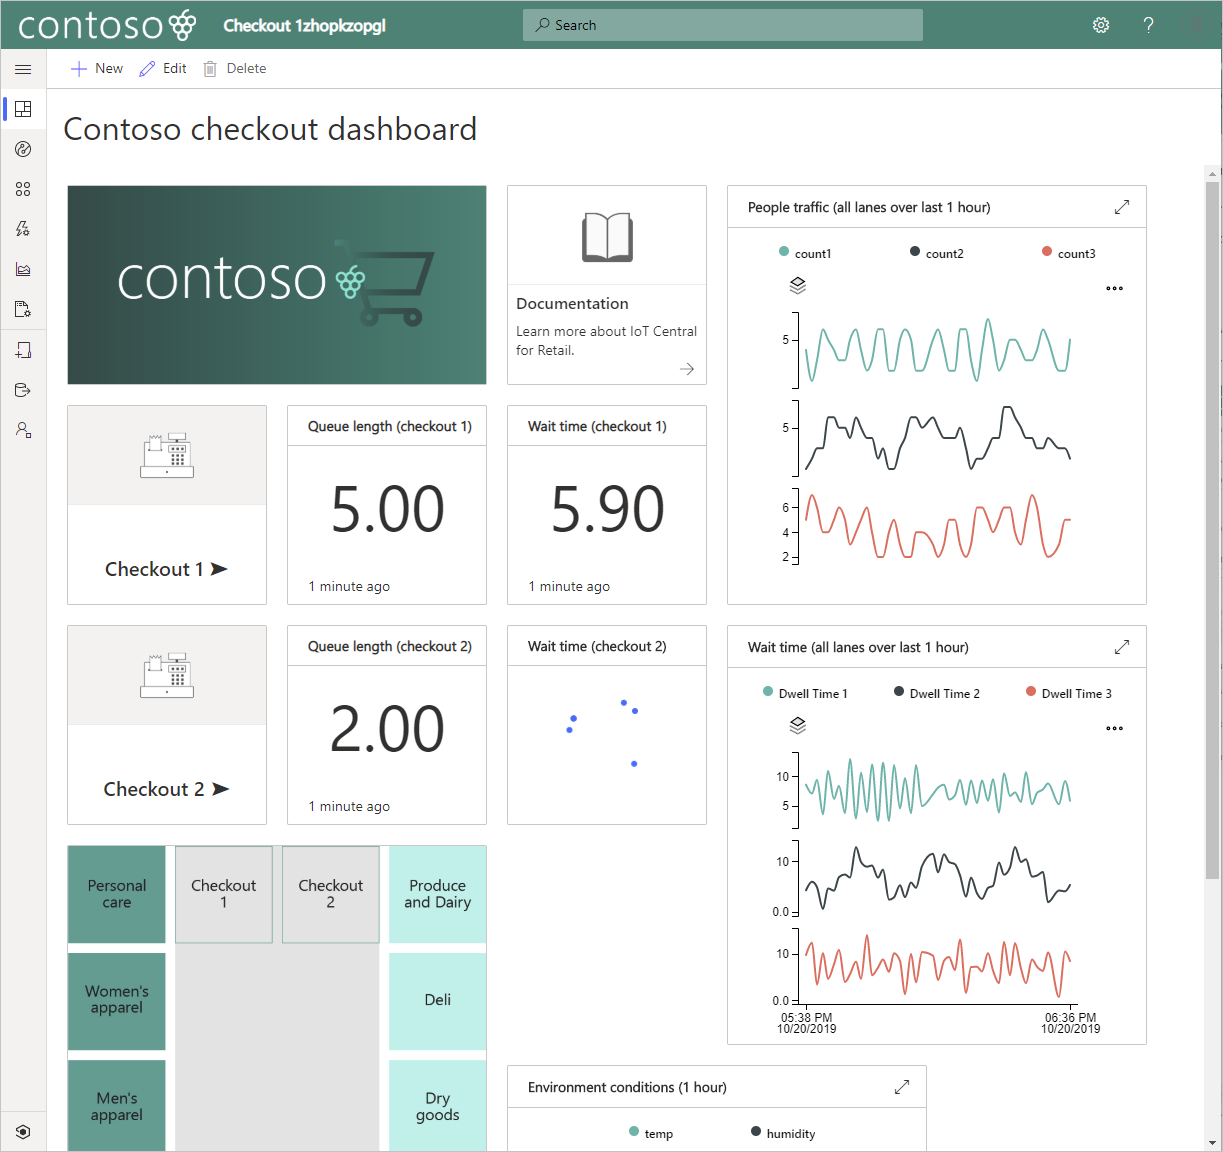 contoso
Checkout 1zhopkzopgl
Search
?
New
Edit
Delete
Contoso checkout dashboard
contoso
Documentation
Learn more about IoT Central
for Retail.
People traffic (all lanes over last 1 hour)
count1
count2
count3
5
5
6
4
2
Checkout 1
Queue length (checkout 1)
5.00
1 minute ago
Wait time (checkout 1)
5.90
1 minute ago
Checkout 2
Queue length (checkout 2)
2.00
1 minute ago
Wait time (checkout 2)
Wait time (all lanes over last 1 hour)
Dwell Time 1
Dwell Time 2
Dwell Time 3
10
5
10
0.0
10
0.0
05:38 PM
10/20/2019
06:36 PM
10/20/2019
Personal
care
Checkout
1
Checkout
2
Produce
and Dairy
Women's
apparel
Deli
Men's
apparel
Dry
goods
Environment conditions (1 hour)
temp
humidity